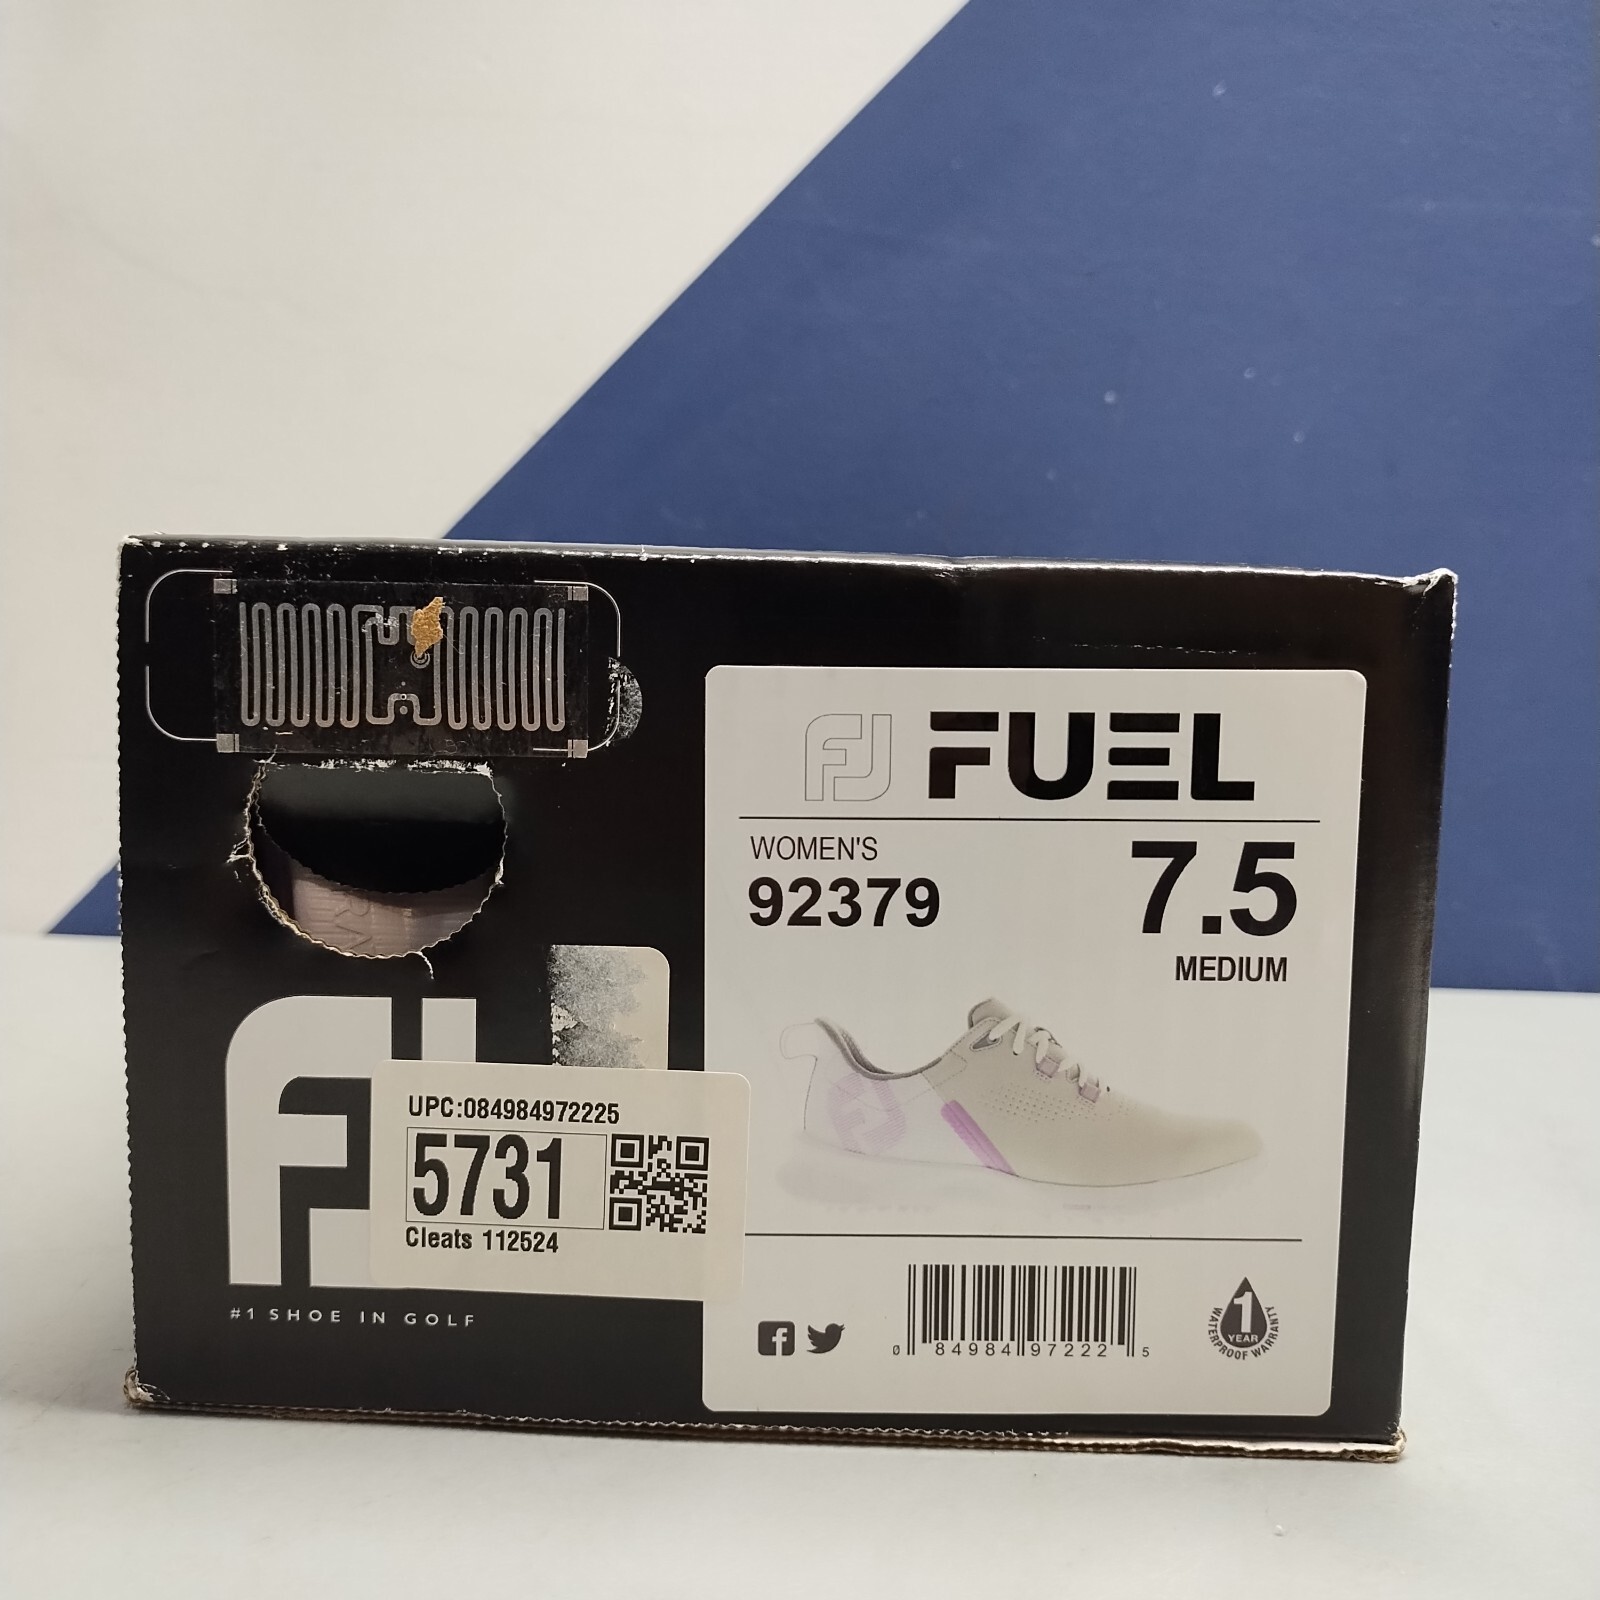 FJ FUEL
WOMEN'S
92379
7.5
MEDIUM
FJ
UPC:084984972225
5731
Cleats 112524
#1 SHOE IN GOLF
0 84984 97222 5
1
YEAR
WATERPROOF WARRANTY